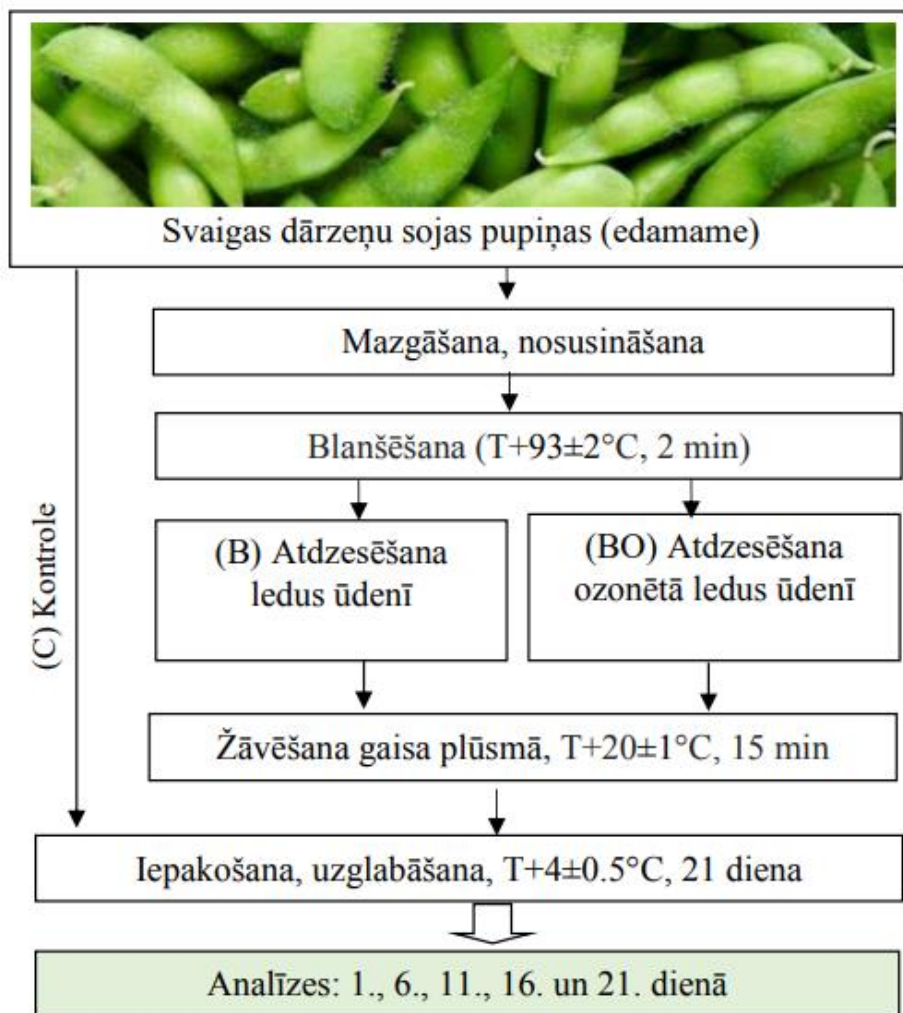 Svaigas dārzeņu sojas pupiņas (edamame)
(C) Kontrole
Mazgāšana, nosusināšana
Blanšēšana (T+93±2°C, 2 min)
(B) Atdzesēšana
ledus ūdenī
(BO) Atdzesēšana
ozonētā ledus ūdenī
Žāvēšana gaisa plūsmā, T+20±1°C, 15 min
Iepakošana, uzglabāšana, T+4±0.5°C, 21 diena
Analīzes: 1., 6., 11., 16. un 21. dienā